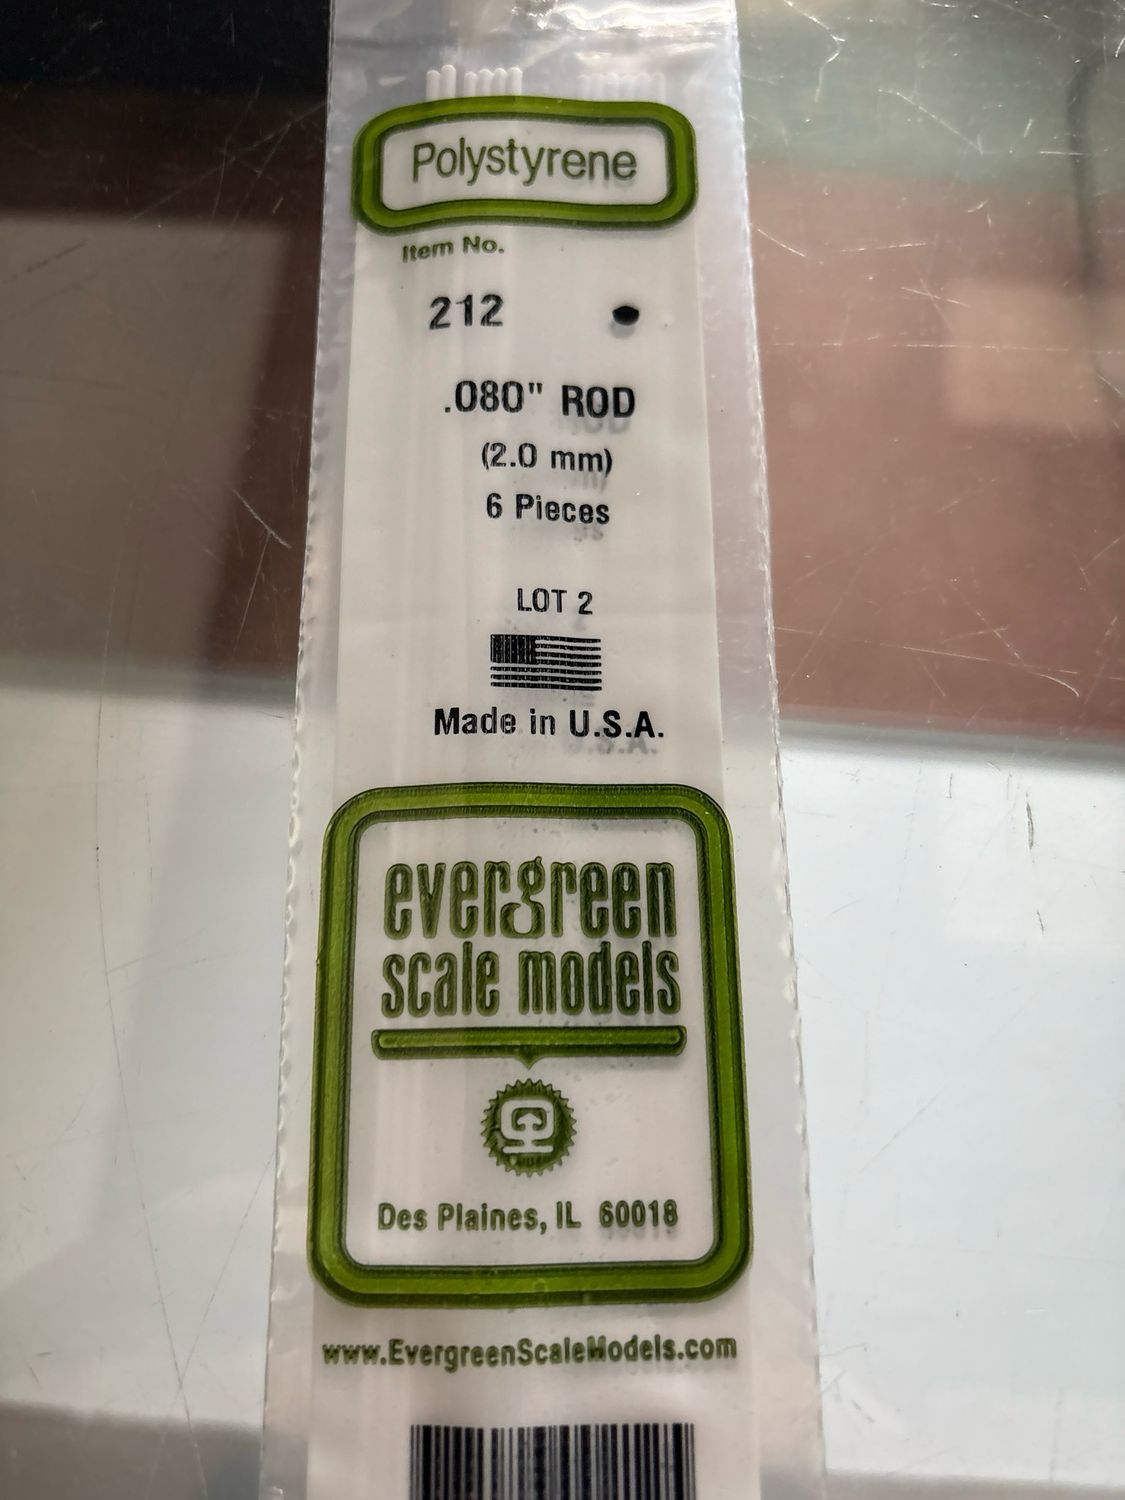 Polystyrene
Item No.
212
.080" ROD
(2.0 mm)
6 Pieces
LOT 2
Made in U.S.A.
evergreen
scale models
Des Plaines, IL 60018
www.EvergreenScaleModels.com